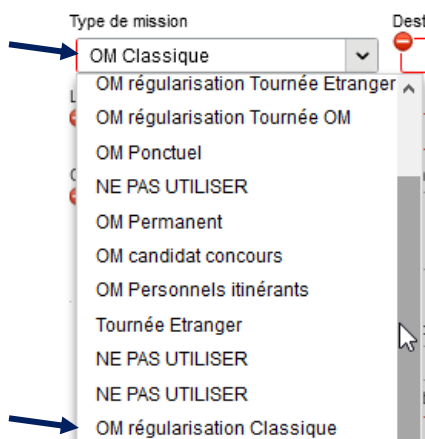 Type de mission
Dest
OM Classique
OM régularisation Tournée Etranger
OM régularisation Tournée OM
OM Ponctuel
NE PAS UTILISER
OM Permanent
OM candidat concours
OM Personnels itinérants
Tournée Etranger
NE PAS UTILISER
NE PAS UTILISER
OM régularisation Classique